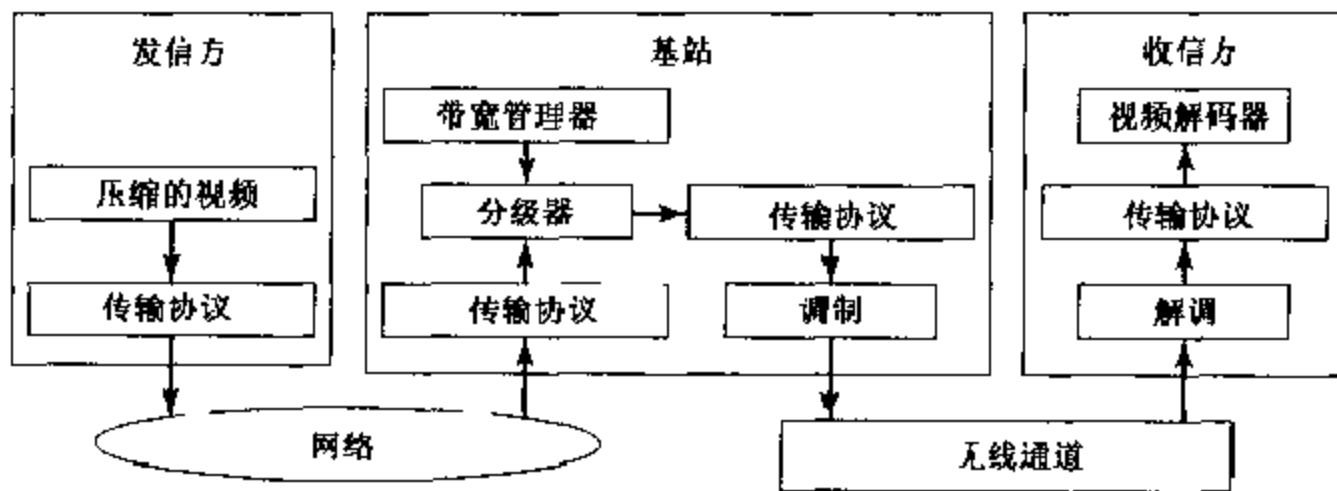 发信方
压缩的视频
传输协议
基站
带宽管理器
分级器
传输协议
传输协议
调制
收信方
视频解码器
传输协议
解调
网络
无线通道